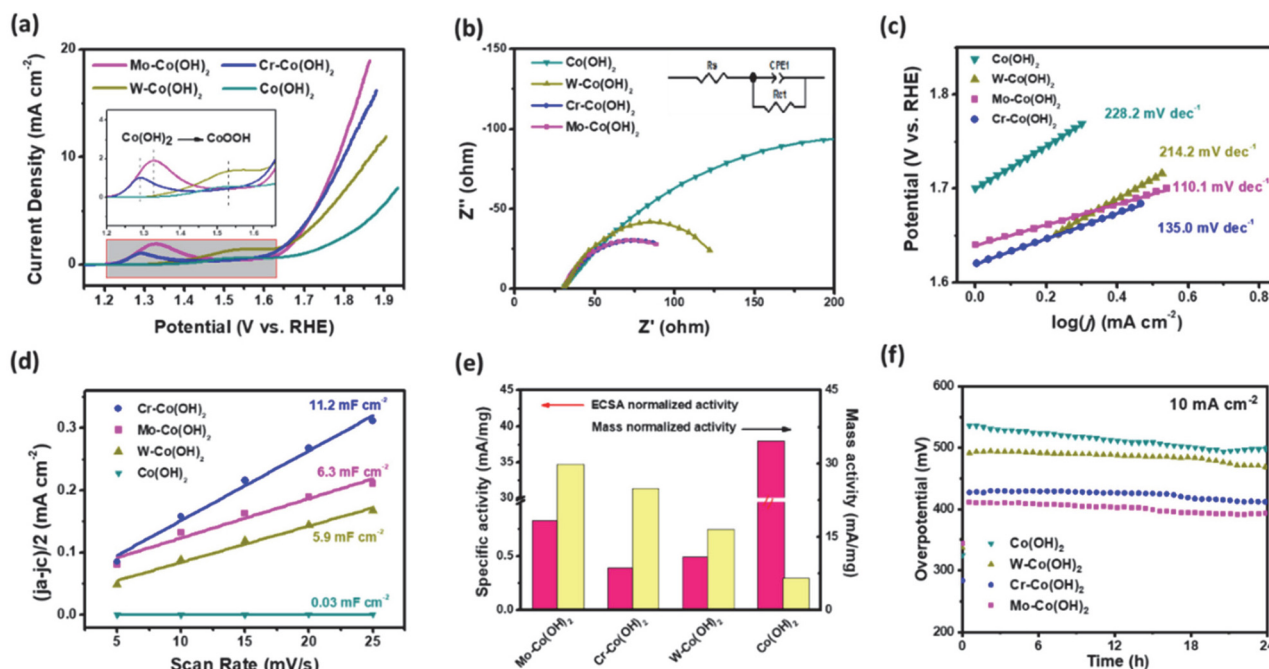 (a)
20
10
0
Current Density (mA cm⁻²)
Mo-Co(OH)₂
Cr-Co(OH)₂
W-Co(OH)₂
Co(OH)₂
4
2
0
Co(OH)₂ → CoOOH
1.2 1.3 1.4 1.5 1.6
1.2 1.3 1.4 1.5 1.6 1.7 1.8 1.9
Potential (V vs. RHE)
(b)
-150
-100
-50
0
Z'' (ohm)
Co(OH)₂
W-Co(OH)₂
Cr-Co(OH)₂
Mo-Co(OH)₂
Rs
CPE1
Rct
0 50 100 150 200
Z' (ohm)
(c)
1.8
1.7
1.6
Potential (V vs. RHE)
Co(OH)₂
W-Co(OH)₂
Mo-Co(OH)₂
Cr-Co(OH)₂
228.2 mV dec⁻¹
214.2 mV dec⁻¹
110.1 mV dec⁻¹
135.0 mV dec⁻¹
0.0 0.2 0.4 0.6 0.8
log(j) (mA cm⁻²)
(d)
0.3
0.2
0.1
0.0
(ja-jc)/2 (mA cm⁻²)
Cr-Co(OH)₂
Mo-Co(OH)₂
W-Co(OH)₂
Co(OH)₂
11.2 mF cm⁻²
6.3 mF cm⁻²
5.9 mF cm⁻²
0.03 mF cm⁻²
5 10 15 20 25
Scan Rate (mV/s)
(e)
45
40
35
30
0.5
0.0
Specific activity (mA/mg)
ECSA normalized activity
Mass normalized activity
45
30
15
0
Mass activity (mA/mg)
Mo-Co(OH)₂
Cr-Co(OH)₂
W-Co(OH)₂
Co(OH)₂
(f)
600
500
400
300
200
Overpotential (mV)
10 mA cm⁻²
Co(OH)₂
W-Co(OH)₂
Cr-Co(OH)₂
Mo-Co(OH)₂
0 6 12 18 24
Time (h)